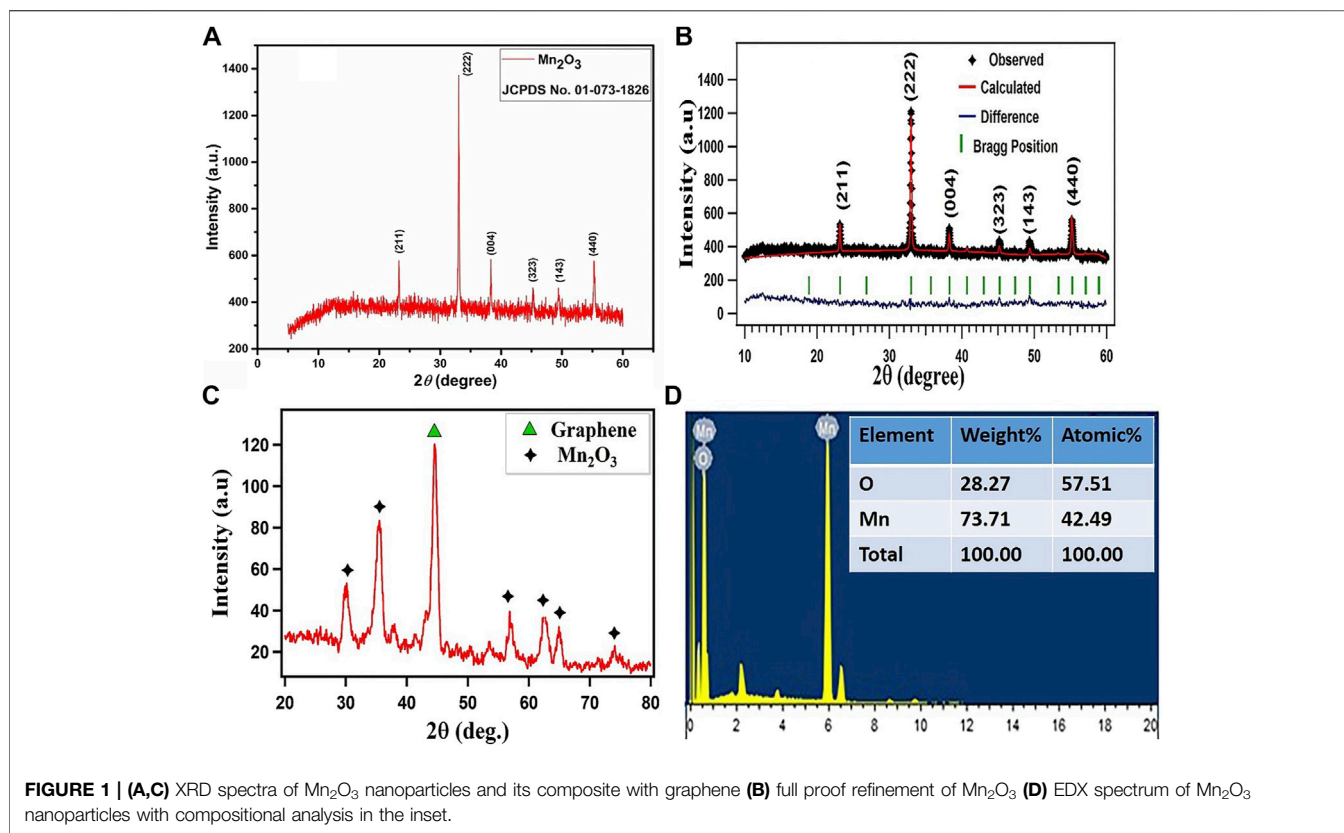 A
Mn₂O₃
JCPDS No. 01-073-1826
1400
1200
1000
800
600
400
200
Intensity (a.u.)
(211)
(222)
(004)
(323)
(143)
(440)
0 10 20 30 40 50 60
2θ (degree)
B
Observed
Calculated
Difference
Bragg Position
1400
1200
1000
800
600
400
200
0
Intensity (a.u)
(211)
(222)
(004)
(323)
(143)
(440)
10 20 30 40 50 60
2θ (degree)
C
Graphene
Mn₂O₃
120
100
80
60
40
20
Intensity (a.u)
20 30 40 50 60 70 80
2θ (deg.)
D
Mn
O
Mn
Element Weight% Atomic%
O 28.27 57.51
Mn 73.71 42.49
Total 100.00 100.00
0 2 4 6 8 10 12 14 16 18 20
FIGURE 1 | (A,C) XRD spectra of Mn₂O₃ nanoparticles and its composite with graphene (B) full proof refinement of Mn₂O₃ (D) EDX spectrum of Mn₂O₃
nanoparticles with compositional analysis in the inset.